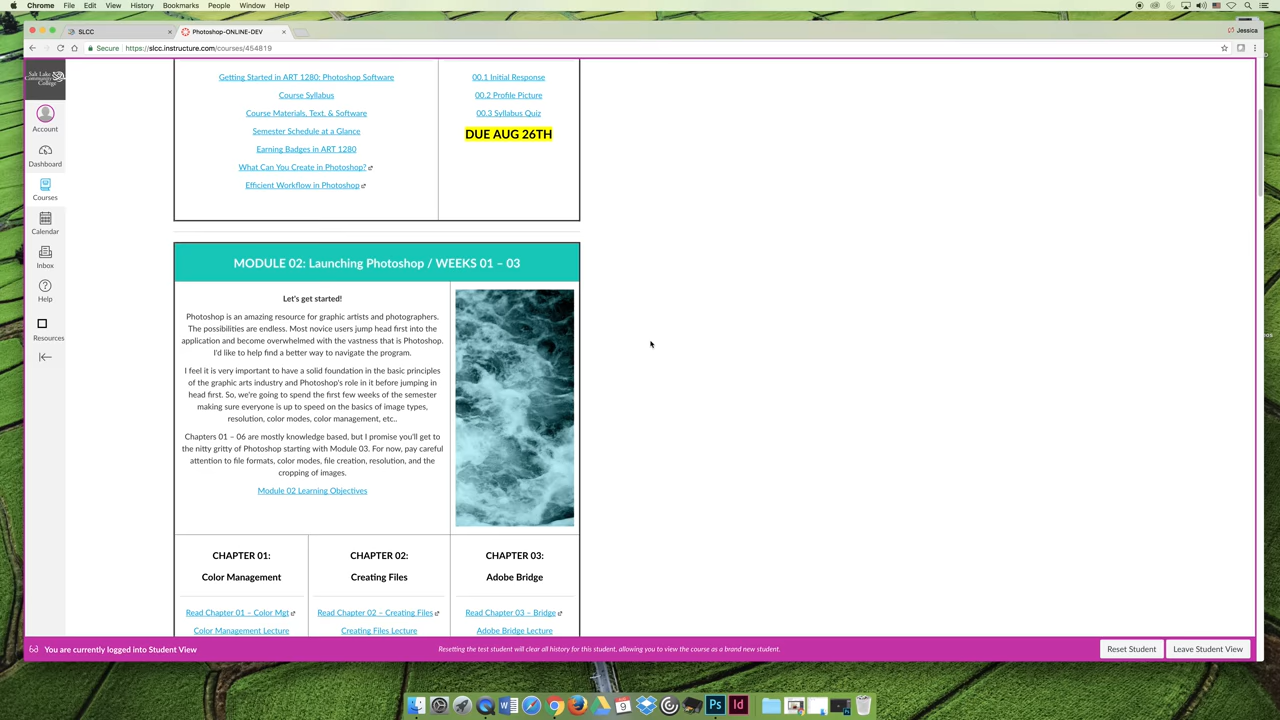 Chrome File Edit View History Bookmarks People Window Help
SLCC
Photoshop-ONLINE-DEV
Jessica
Secure https://slcc.instructure.com/courses/454819
Salt Lake
Community
College
Account
Dashboard
Courses
Calendar
Inbox
Help
Resources
Getting Started in ART 1280: Photoshop Software
Course Syllabus
Course Materials, Text, & Software
Semester Schedule at a Glance
Earning Badges in ART 1280
What Can You Create in Photoshop?
Efficient Workflow in Photoshop
00.1 Initial Response
00.2 Profile Picture
00.3 Syllabus Quiz
DUE AUG 26TH
MODULE 02: Launching Photoshop / WEEKS 01 – 03
Let's get started!
Photoshop is an amazing resource for graphic artists and photographers.
The possibilities are endless. Most novice users jump head first into the
application and become overwhelmed with the vastness that is Photoshop.
I'd like to help find a better way to navigate the program.
I feel it is very important to have a solid foundation in the basic principles
of the graphic arts industry and Photoshop's role in it before jumping in
head first. So, we're going to spend the first few weeks of the semester
making sure everyone is up to speed on the basics of image types,
resolution, color modes, color management, etc..
Chapters 01 – 06 are mostly knowledge based, but I promise you'll get to
the nitty gritty of Photoshop starting with Module 03. For now, pay careful
attention to file formats, color modes, file creation, resolution, and the
cropping of images.
Module 02 Learning Objectives
CHAPTER 01:
Color Management
Read Chapter 01 – Color Mgt
Color Management Lecture
CHAPTER 02:
Creating Files
Read Chapter 02 – Creating Files
Creating Files Lecture
CHAPTER 03:
Adobe Bridge
Read Chapter 03 – Bridge
Adobe Bridge Lecture
You are currently logged into Student View
Resetting the test student will clear all history for this student, allowing you to view the course as a brand new student.
Reset Student
Leave Student View
9
Ps
Id